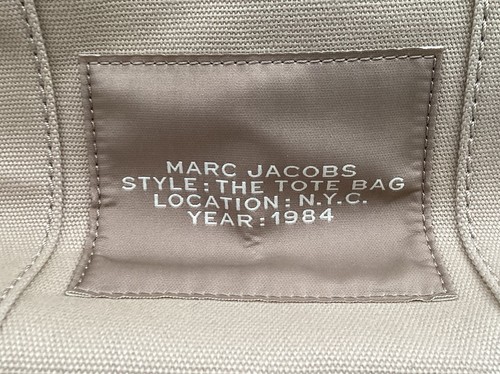 MARC JACOBS
STYLE: THE TOTE BAG
LOCATION: N.Y.C.
YEAR: 1984